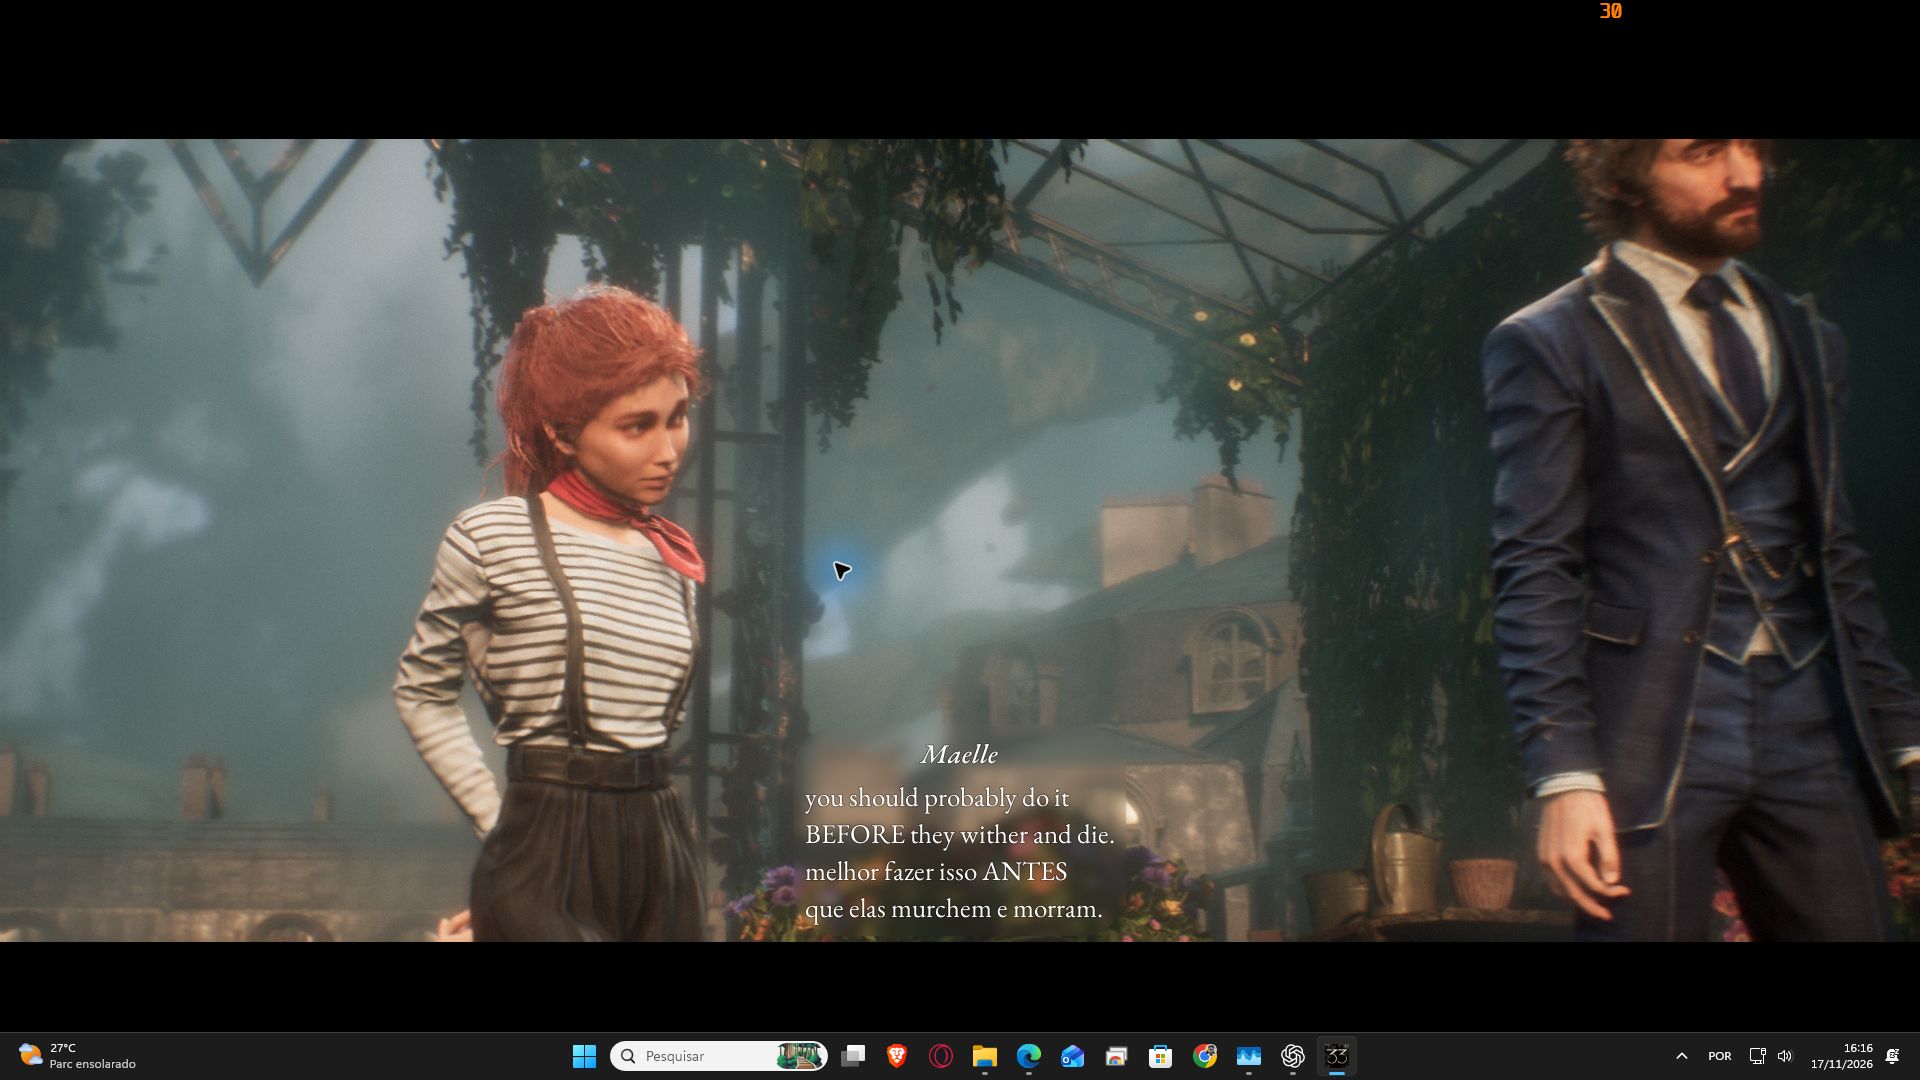 30
Maelle
you should probably do it
BEFORE they wither and die.
melhor fazer isso ANTES
que elas murchem e morram.
27°C
Parc ensolarado
Pesquisar
33
POR
16:16
17/11/2026